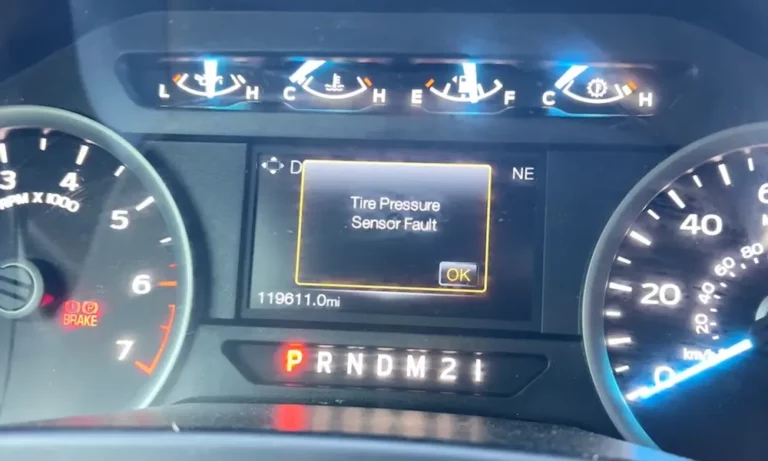 L H C H E F C H
D NE
3 4 5 6 7
RPM X 1000
Tire Pressure
Sensor Fault
OK
119611.0mi
BRAKE
P R N D M 2 1
0 20 40
20 40 60 80
km/h